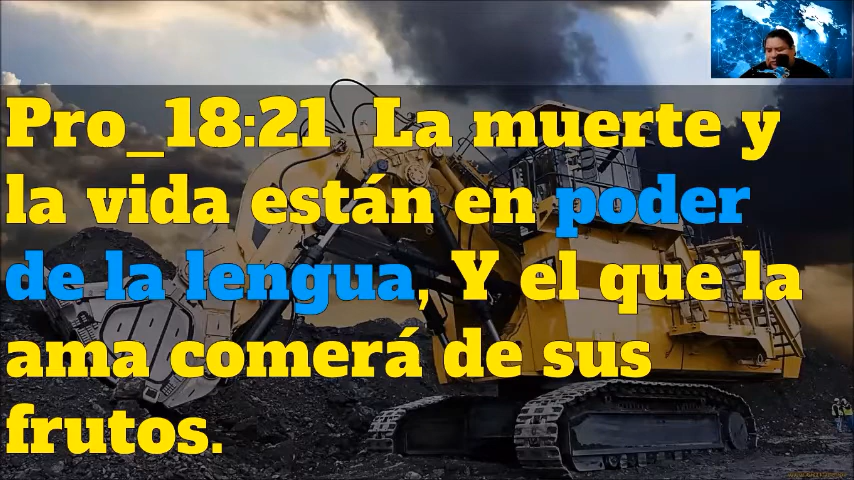 Pro_18:21  La muerte y
la vida están en poder
de la lengua, Y el que la
ama comerá de sus
frutos.